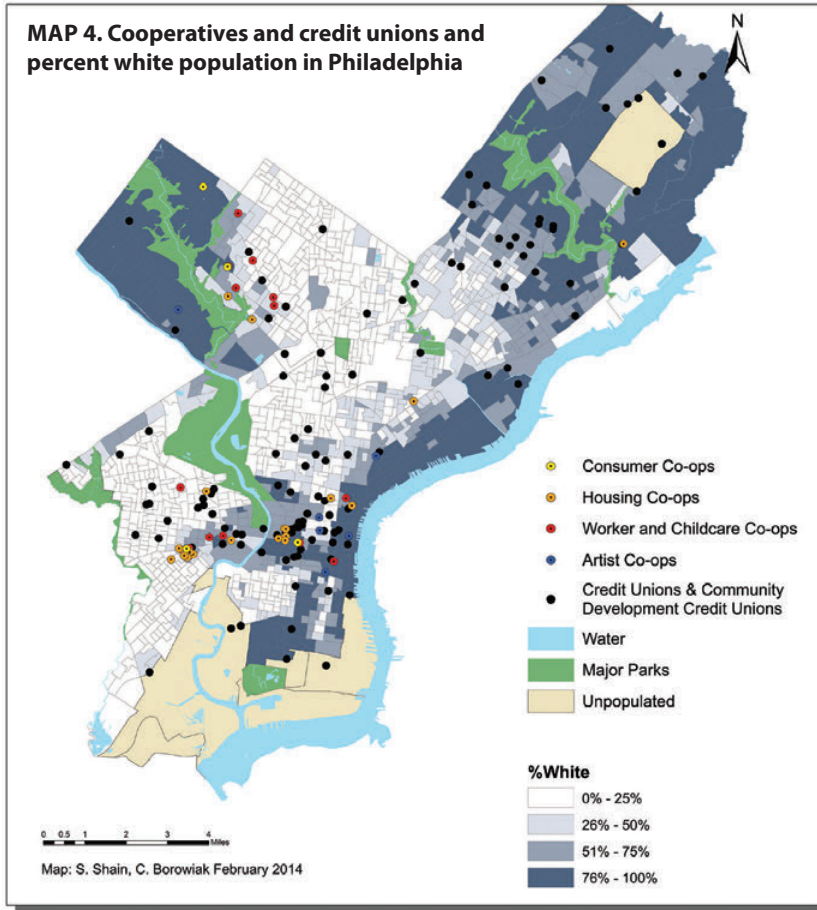 MAP 4. Cooperatives and credit unions and
percent white population in Philadelphia
N
Consumer Co-ops
Housing Co-ops
Worker and Childcare Co-ops
Artist Co-ops
Credit Unions & Community
Development Credit Unions
Water
Major Parks
Unpopulated
%White
0% - 25%
26% - 50%
51% - 75%
76% - 100%
0 0.5 1 2 3 4
Miles
Map: S. Shain, C. Borowiak February 2014